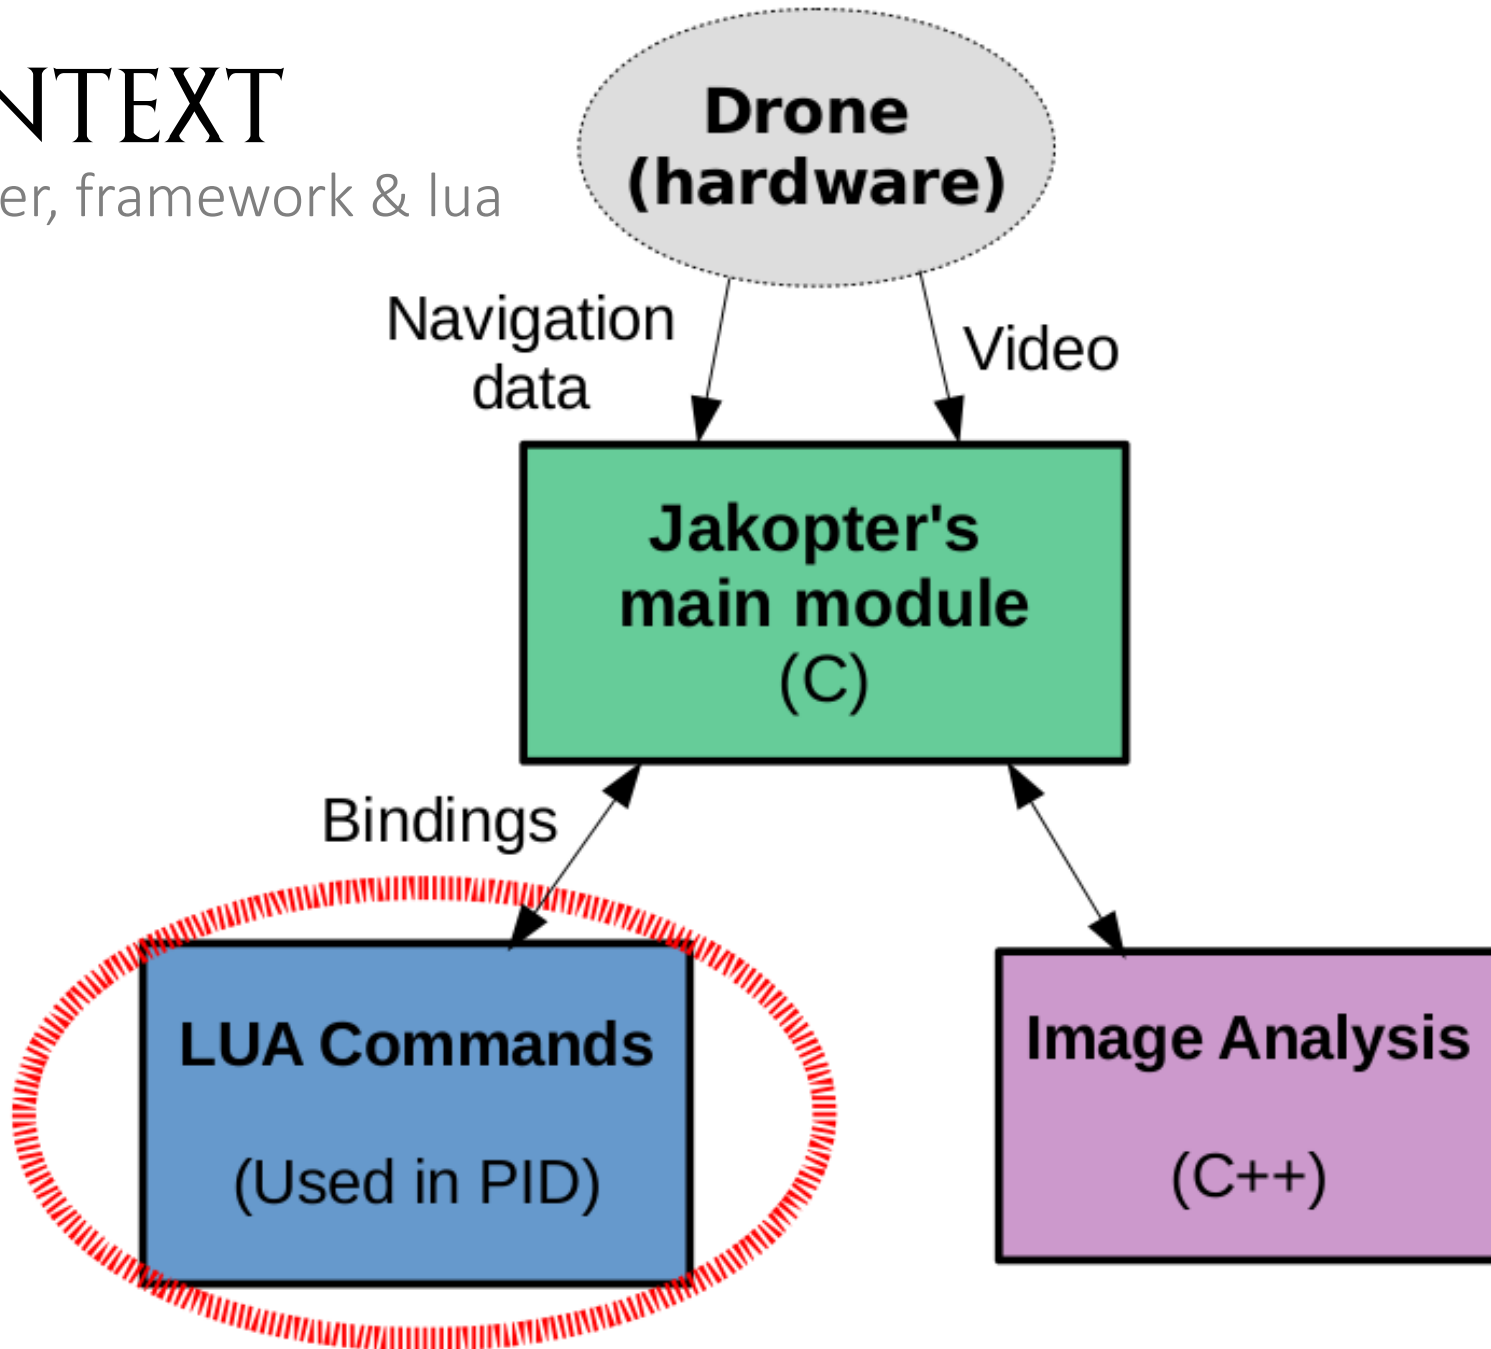 NTEXT
er, framework & lua
Drone
(hardware)
Navigation
data
Video
Jakopter's
main module
(C)
Bindings
LUA Commands
(Used in PID)
Image Analysis
(C++)